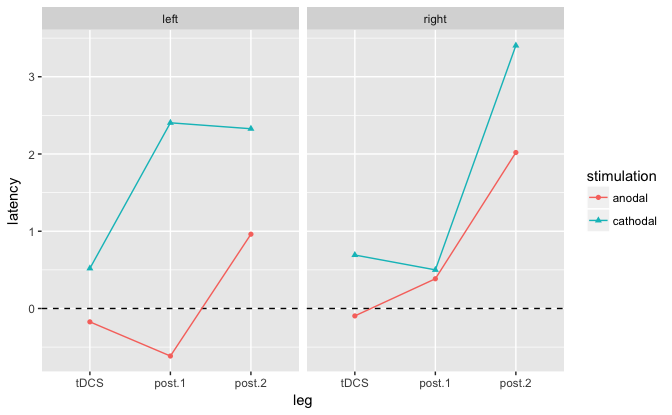 left right
3
2
1
0
latency
tDCS post.1 post.2 tDCS post.1 post.2
leg
stimulation
anodal
cathodal